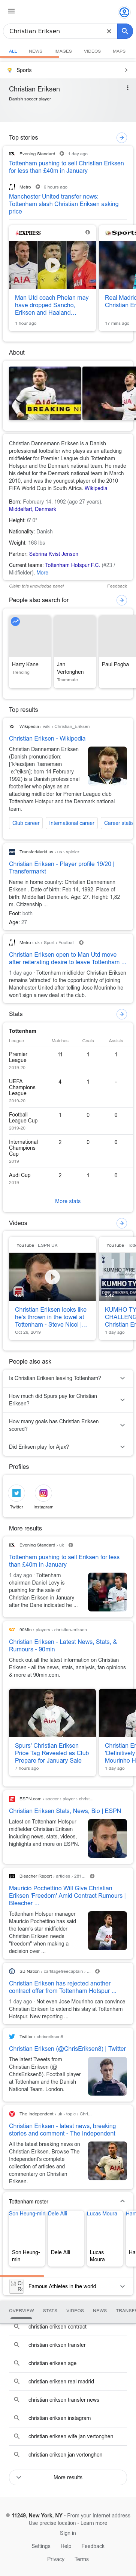 Christian Eriksen
ALL NEWS IMAGES VIDEOS MAPS
Sports
Christian Eriksen
Danish soccer player
Top stories
Evening Standard · 1 day ago
Tottenham pushing to sell Christian Eriksen
for less than £40m in January
Metro · 6 hours ago
Manchester United transfer news:
Tottenham slash Christian Eriksen asking
price
EXPRESS
Man Utd coach Phelan may
have dropped Sancho,
Eriksen and Haaland...
1 hour ago
Sports
Real Madrid
Christian Er
17 mins ago
About
BREAKING NE
Christian Dannemann Eriksen is a Danish
professional footballer who plays as an attacking
midfielder for Premier League club Tottenham
Hotspur and the Denmark national team. He made
his debut for the Denmark national team in March
2010, and was the youngest player of the 2010
FIFA World Cup in South Africa. Wikipedia
Born: February 14, 1992 (age 27 years),
Middelfart, Denmark
Height: 6′ 0″
Nationality: Danish
Weight: 168 lbs
Partner: Sabrina Kvist Jensen
Current teams: Tottenham Hotspur F.C. (#23 /
Midfielder), More
Claim this knowledge panel Feedback
People also search for
Harry Kane
Trending
Jan
Vertonghen
Teammate
Paul Pogba
Top results
Wikipedia › wiki › Christian_Eriksen
Christian Eriksen - Wikipedia
Christian Dannemann Eriksen
is a Danish professional footballer who plays as
an attacking
midfielder for Premier League club
Tottenham Hotspur and the Denmark national
team.
Club career International career Career statis
TransferMarkt.us › us › spieler
Christian Eriksen - Player profile 19/20 |
Transfermarkt
Name in home country: Christian Dannemann
Eriksen · Date of birth: Feb 14, 1992. Place of
birth: Middelfart Denmark. Age: 27. Height: 1,82
m. Citizenship ...
Foot: both
Age: 27
Metro › uk › Sport › Football
Christian Eriksen open to Man Utd move
after reiterating desire to leave Tottenham ...
1 day ago · Tottenham midfielder Christian Eriksen
remains 'attracted' to the opportunity of joining
Manchester United after telling Jose Mourinho he
won't sign a new deal at the club.
Stats
Tottenham
League Matches Goals Assists
Premier
League
2019-20
11 1 1
UEFA
Champions
League
2019-20
4 1 -
Football
League Cup
2019-20
1 0 0
International
Champions
Cup
2019
2 0 0
Audi Cup
2019
2 1 0
More stats
Videos
YouTube · ESPN UK
Christian Eriksen looks like
he's thrown in the towel at
Tottenham - Steve Nicol |...
Oct 26, 2019
KUMHO TY
CHALLENG
Christian Er
1 day ago
People also ask
Is Christian Eriksen leaving Tottenham?
How much did Spurs pay for Christian
Eriksen?
How many goals has Christian Eriksen
scored?
Did Eriksen play for Ajax?
Profiles
Twitter
Instagram
More results
Evening Standard › uk
Tottenham pushing to sell Eriksen for less
than £40m in January
1 day ago · Tottenham
chairman Daniel Levy is
pushing for the sale of
Christian Eriksen in January
after the Dane indicated he ...
90Min › players › christian-eriksen
Christian Eriksen - Latest News, Stats, &
Rumours - 90min
Check out all the latest information on Christian
Eriksen - all the news, stats, analysis, fan opinions
& more at 90min.com.
Spurs' Christian Eriksen
Price Tag Revealed as Club
Prepare for January Sale
7 hours ago
Christian Er
'Definitively
Mourinho H
1 day ago
ESPN.com › soccer › player › christ...
Christian Eriksen Stats, News, Bio | ESPN
Latest on Tottenham Hotspur
midfielder Christian Eriksen
including news, stats, videos,
highlights and more on ESPN.
Bleacher Report › articles › 281...
Mauricio Pochettino Will Give Christian
Eriksen 'Freedom' Amid Contract Rumours |
Bleacher ...
Tottenham Hotspur manager
Mauricio Pochettino has said
he won't star midfielder
Christian Eriksen needs
"freedom" when making a
decision over ...
SB Nation › cartilagefreecaptain › ...
Christian Eriksen has rejected another
contract offer from Tottenham Hotspur ...
1 day ago · Not even Jose Mourinho can convince
Christian Eriksen to extend his stay at Tottenham
Hotspur. New reporting ...
Twitter › chriseriksen8
Christian Eriksen (@ChrisEriksen8) | Twitter
The latest Tweets from
Christian Eriksen (@
ChrisEriksen8). Football player
at Tottenham and the Danish
National Team. London.
The Independent › uk › topic › Chri...
Christian Eriksen - latest news, breaking
stories and comment - The Independent
All the latest breaking news on
Christian Eriksen. Browse The
Independent's complete
collection of articles and
commentary on Christian
Eriksen.
Tottenham roster
Son Heung-min Dele Alli Lucas Moura Harr
Son Heung-
min
Dele Alli
Lucas
Moura
Ha
Famous Athletes in the world
OVERVIEW STATS VIDEOS NEWS TRANSFE
christian eriksen contract
christian eriksen transfer
christian eriksen age
christian eriksen real madrid
christian eriksen transfer news
christian eriksen instagram
christian eriksen wife jan vertonghen
christian eriksen jan vertonghen
More results
11249, New York, NY - From your Internet address
Use precise location - Learn more
Sign in
Settings Help Feedback
Privacy Terms